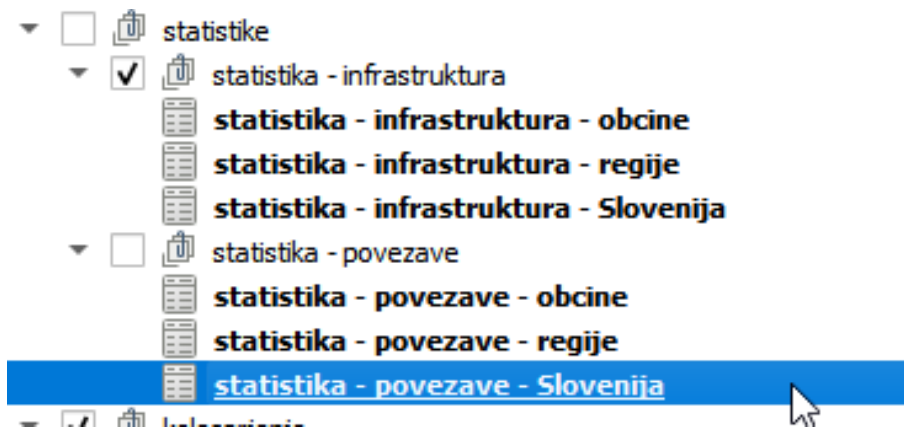 statistike
statistika - infrastruktura
statistika - infrastruktura - obcine
statistika - infrastruktura - regije
statistika - infrastruktura - Slovenija
statistika - povezave
statistika - povezave - obcine
statistika - povezave - regije
statistika - povezave - Slovenija